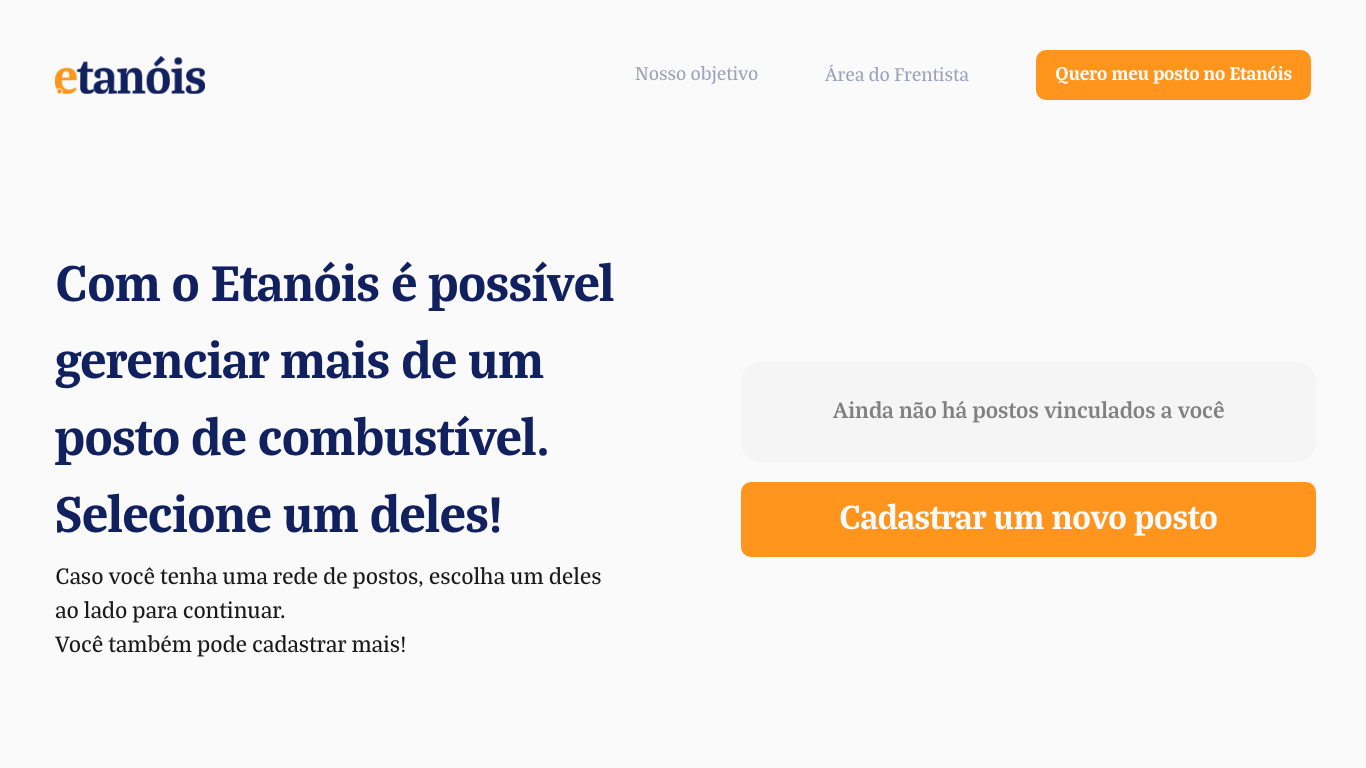 etanóis
Nosso objetivo
Área do Frentista
Quero meu posto no Etanóis
Com o Etanóis é possível
gerenciar mais de um
posto de combustível.
Selecione um deles!
Caso você tenha uma rede de postos, escolha um deles
ao lado para continuar.
Você também pode cadastrar mais!
Ainda não há postos vinculados a você
Cadastrar um novo posto